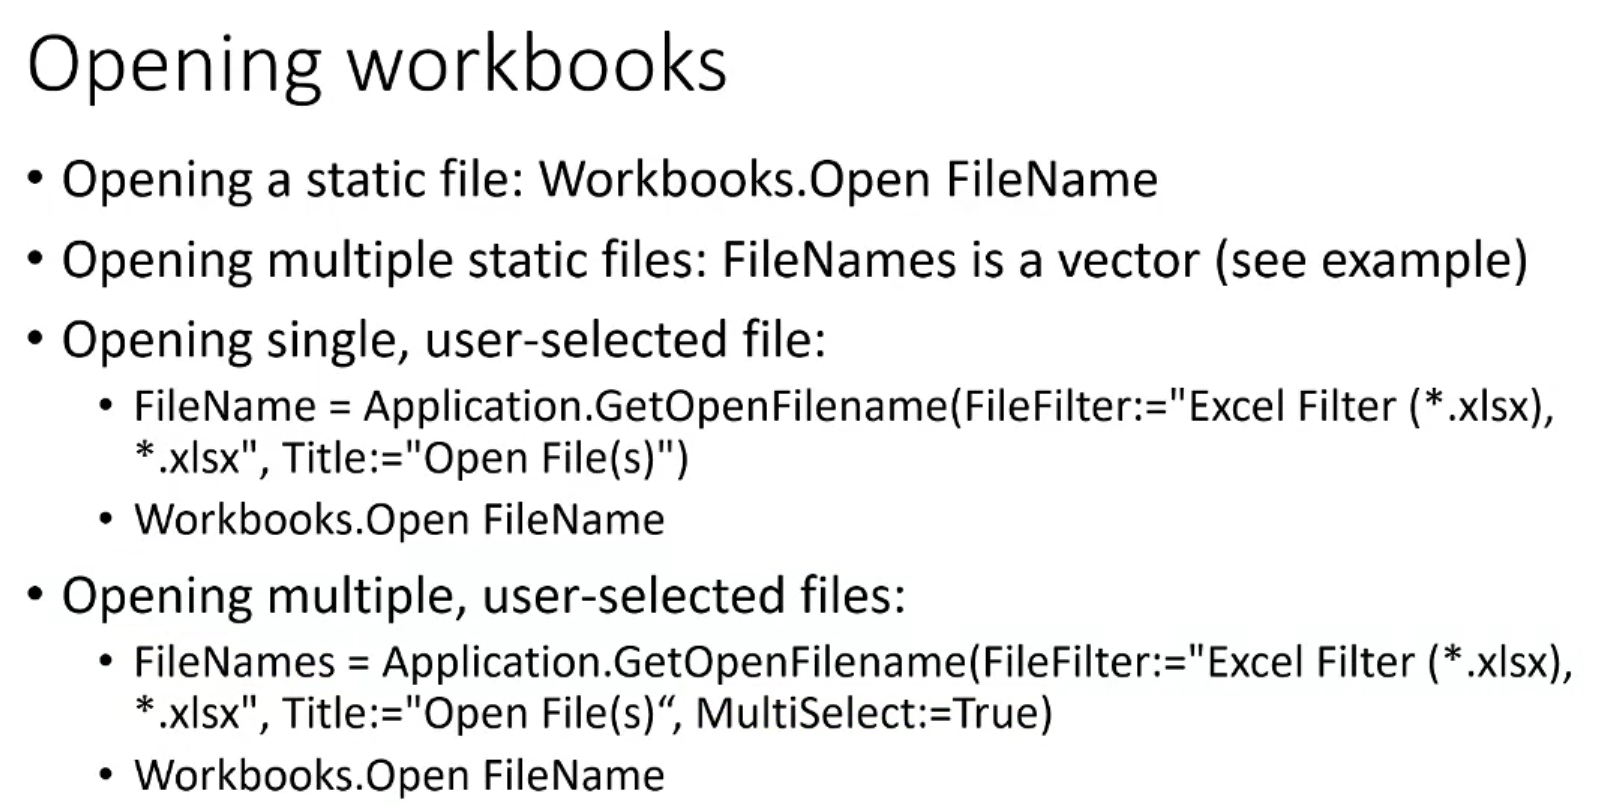 Opening workbooks
• Opening a static file: Workbooks.Open FileName
• Opening multiple static files: FileNames is a vector (see example)
• Opening single, user-selected file:
• FileName = Application.GetOpenFilename(FileFilter:="Excel Filter (*.xlsx),
*.xlsx", Title:="Open File(s)")
• Workbooks.Open FileName
• Opening multiple, user-selected files:
• FileNames = Application.GetOpenFilename(FileFilter:="Excel Filter (*.xlsx),
*.xlsx", Title:="Open File(s)“, MultiSelect:=True)
• Workbooks.Open FileName